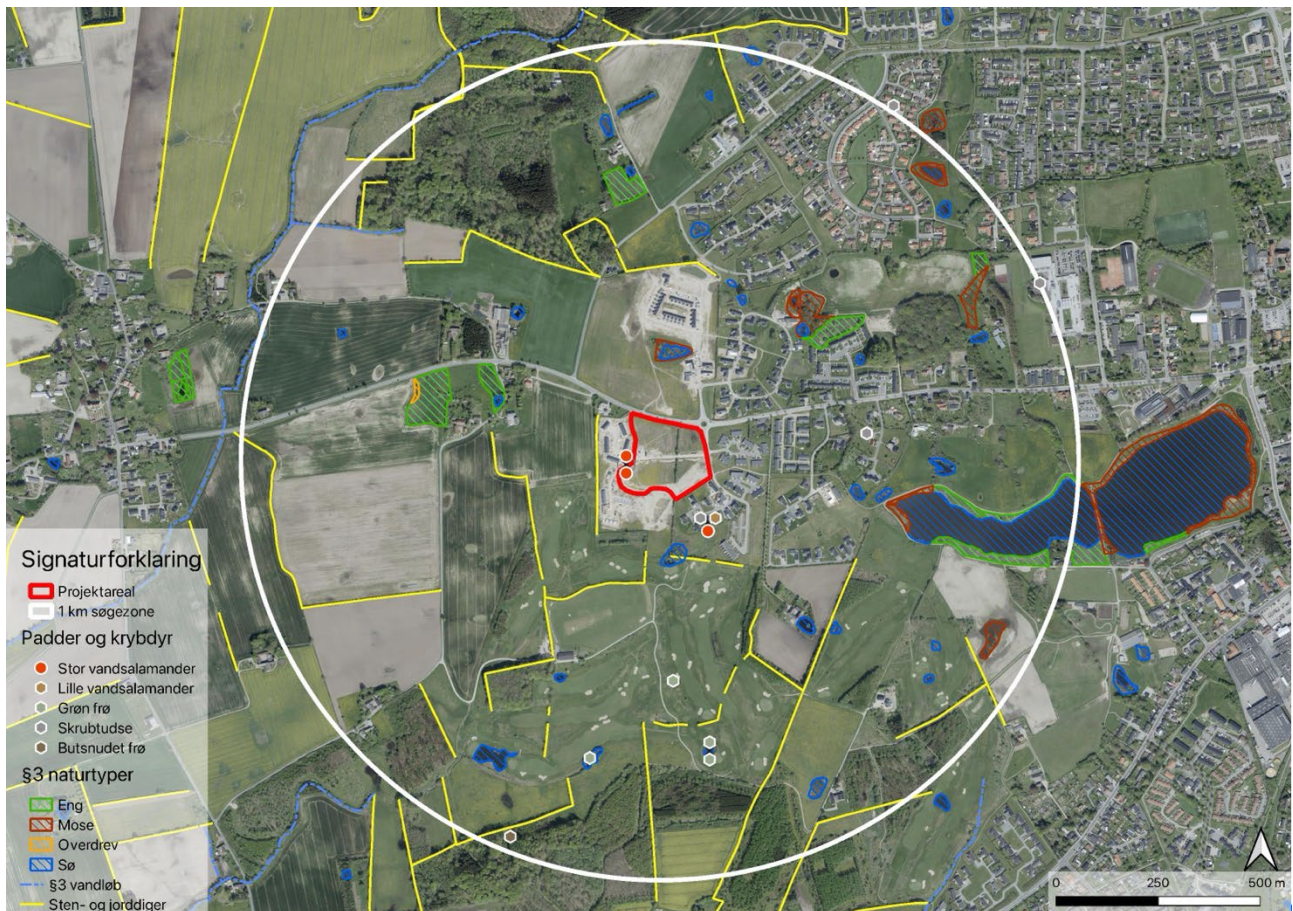 Signaturforklaring
Projektareal
1 km søgezone
Padder og krybdyr
Stor vandsalamander
Lille vandsalamander
Grøn frø
Skrubtudse
Butsnudet frø
§3 naturtyper
Eng
Mose
Overdrev
Sø
§3 vandløb
Sten- og jorddiger
0 250 500 m